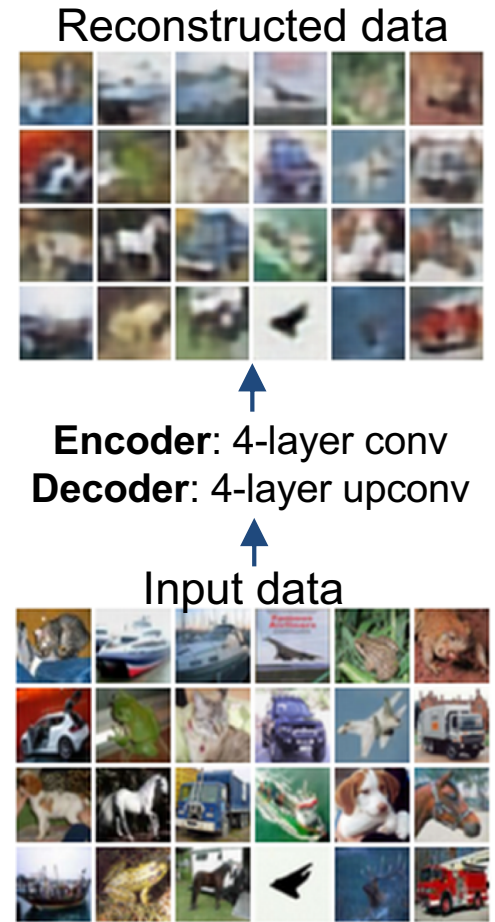 Reconstructed data
Encoder: 4-layer conv
Decoder: 4-layer upconv
Input data